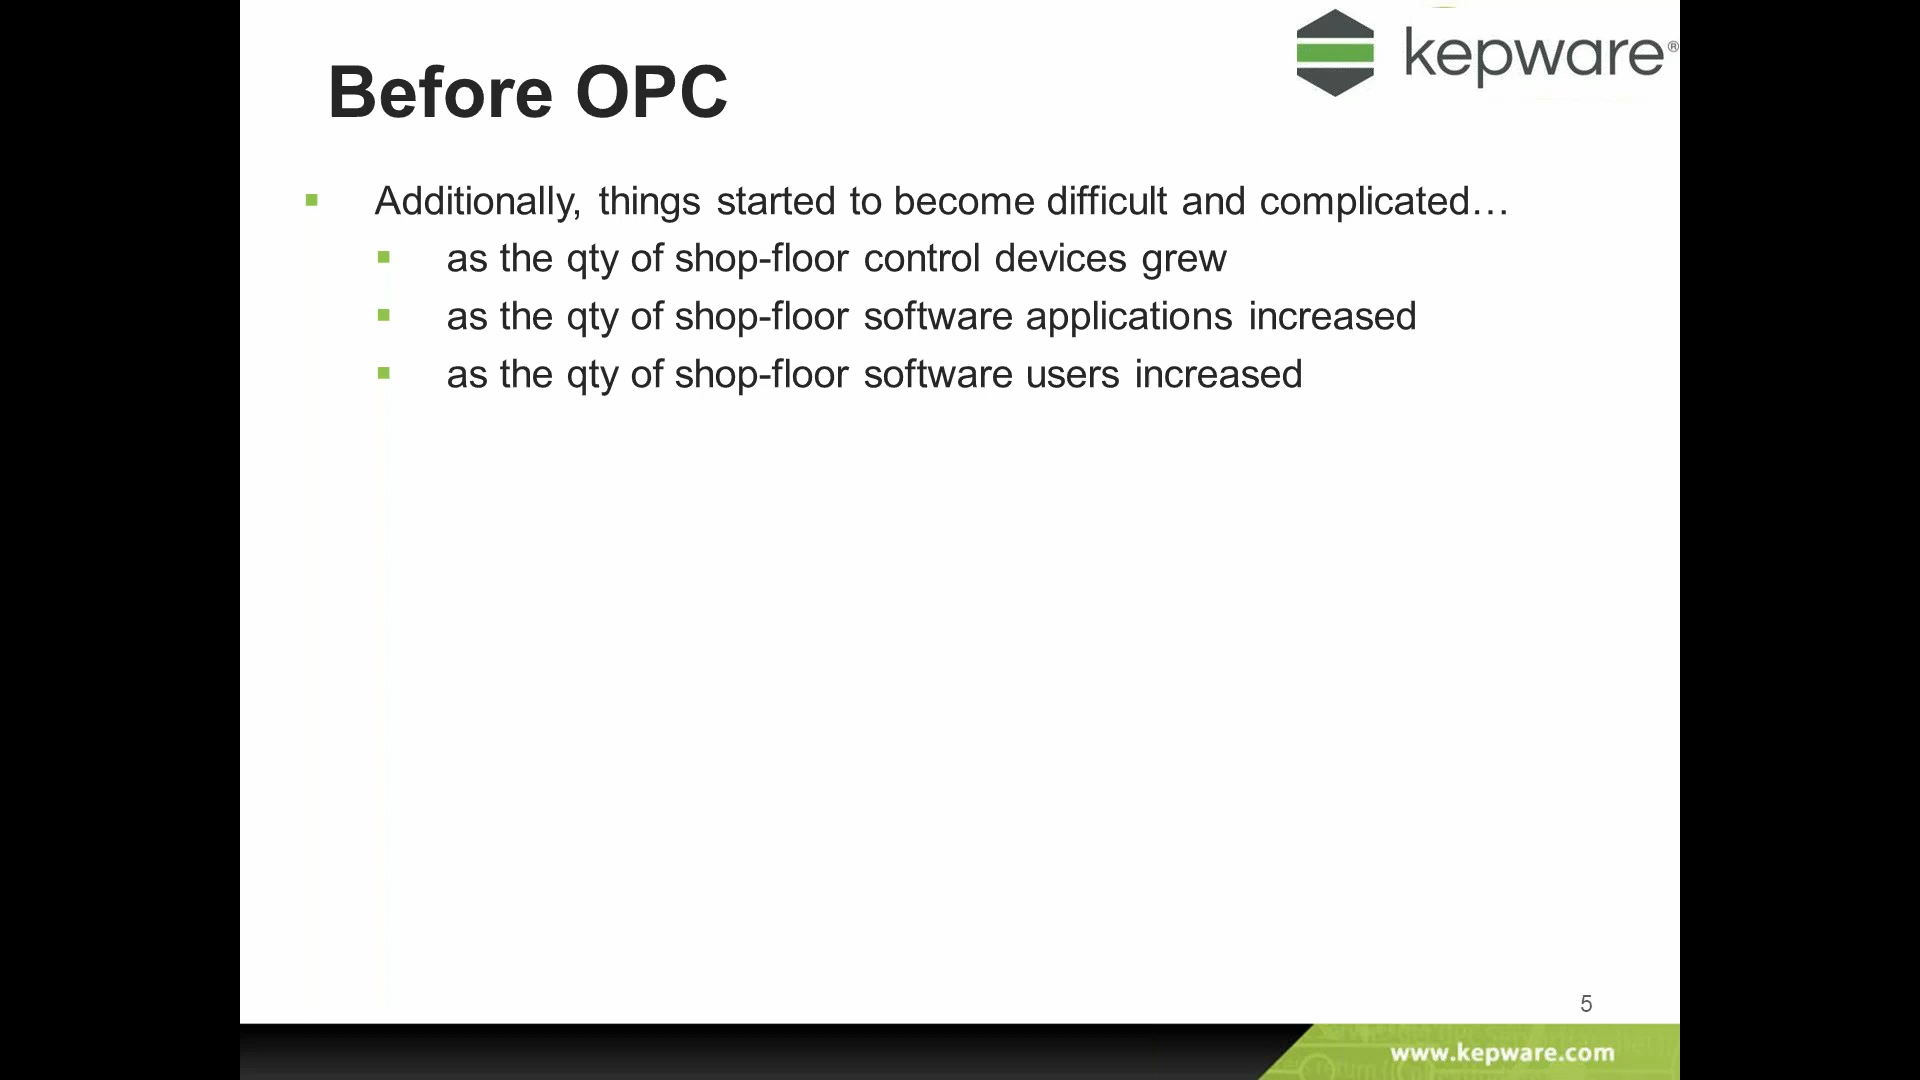 kepware®
Before OPC
Additionally, things started to become difficult and complicated…
as the qty of shop-floor control devices grew
as the qty of shop-floor software applications increased
as the qty of shop-floor software users increased
5
www.kepware.com